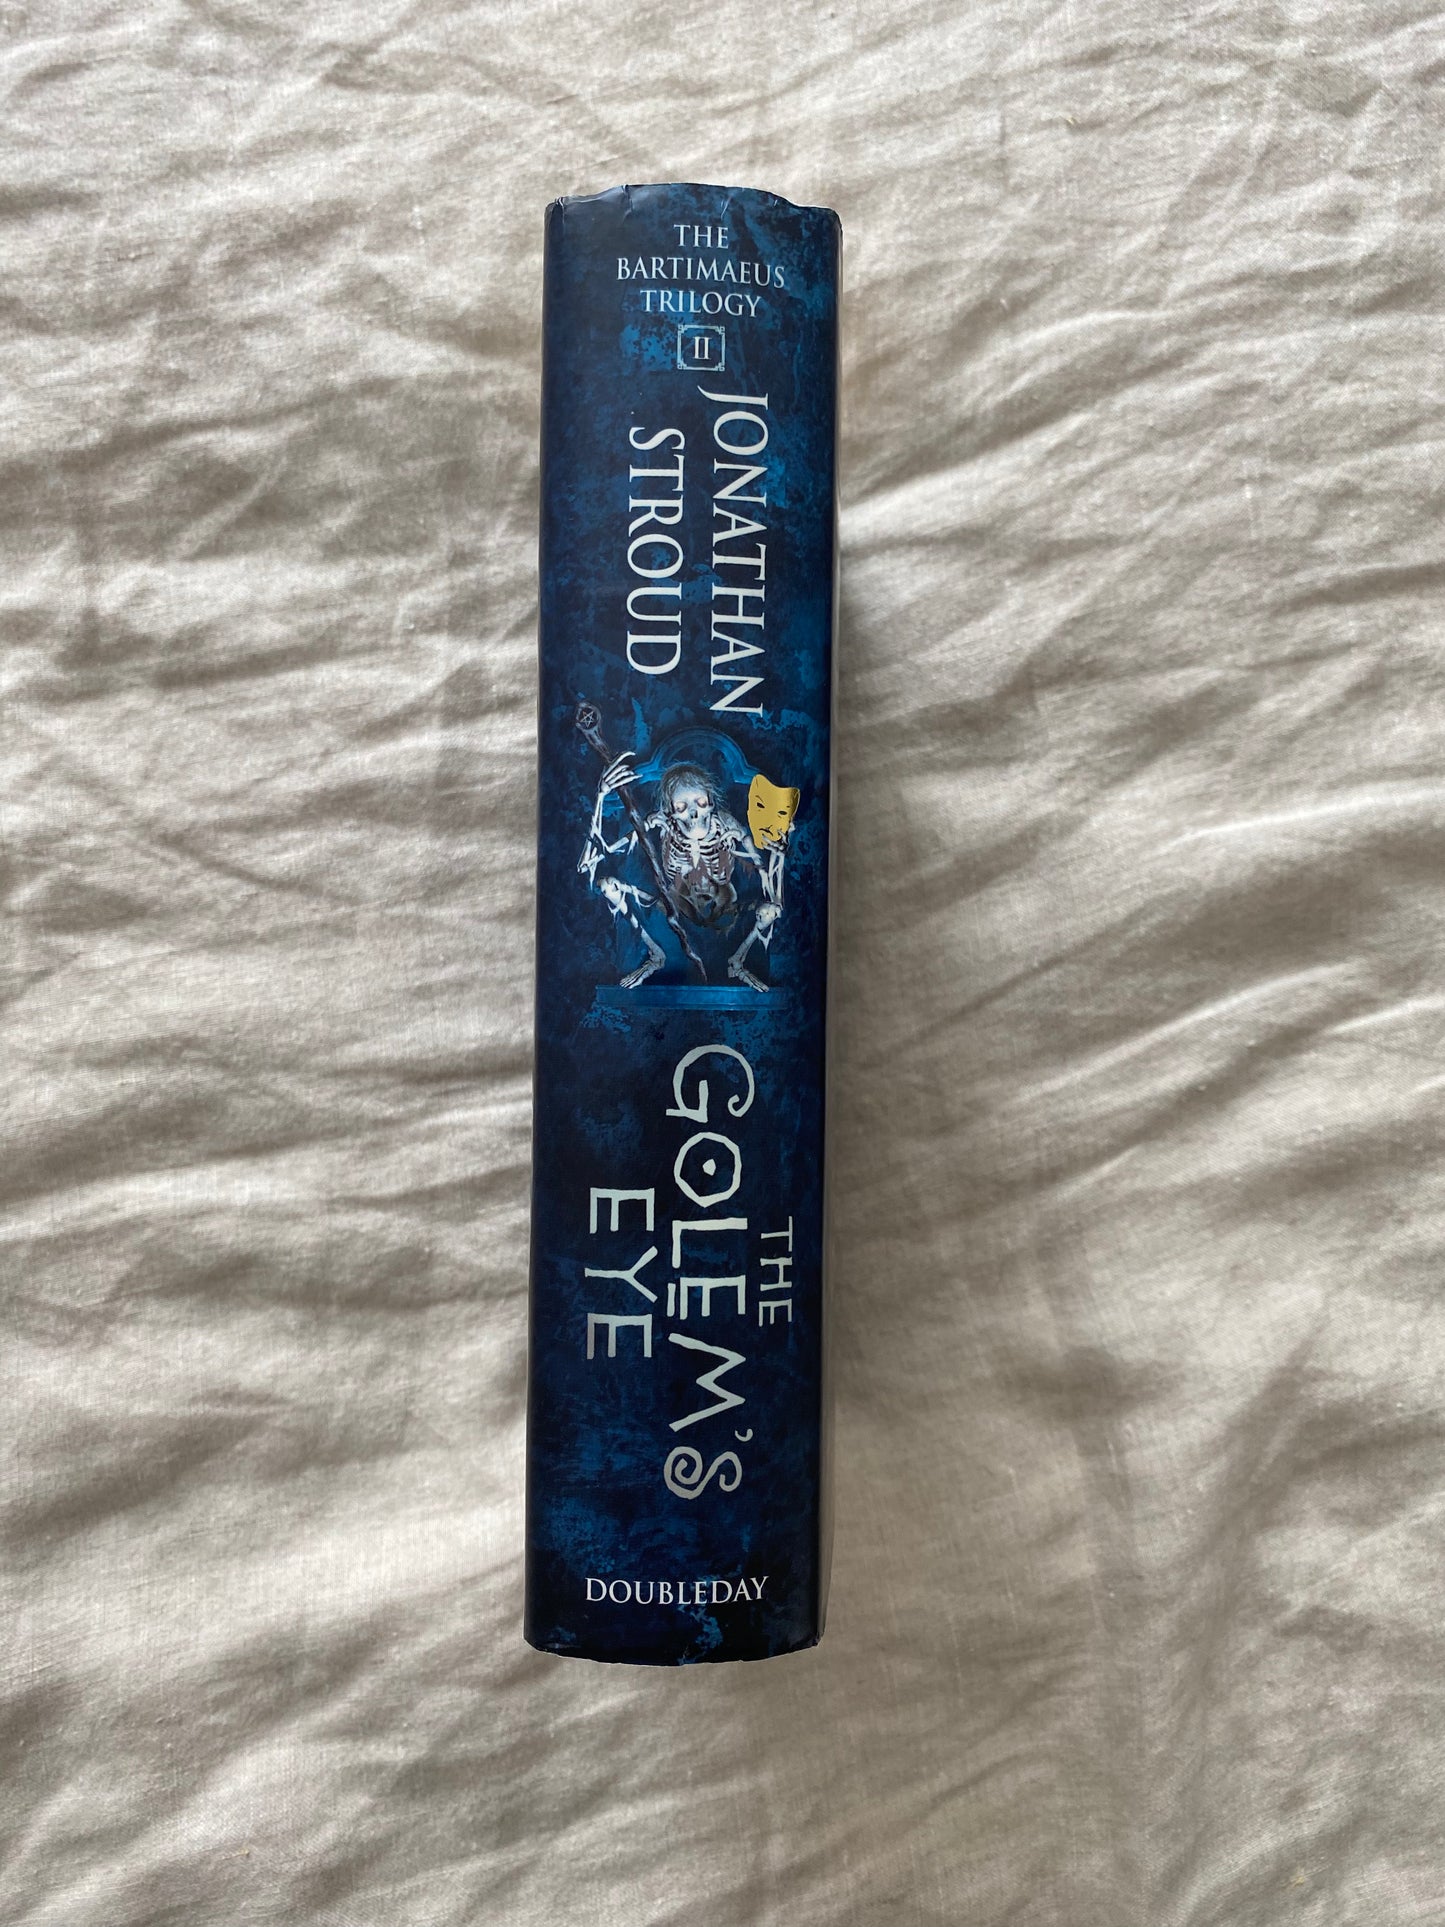 THE
BARTIMAEUS
TRILOGY
II
JONATHAN
STROUD
THE
GOLEM'S
EYE
DOUBLEDAY